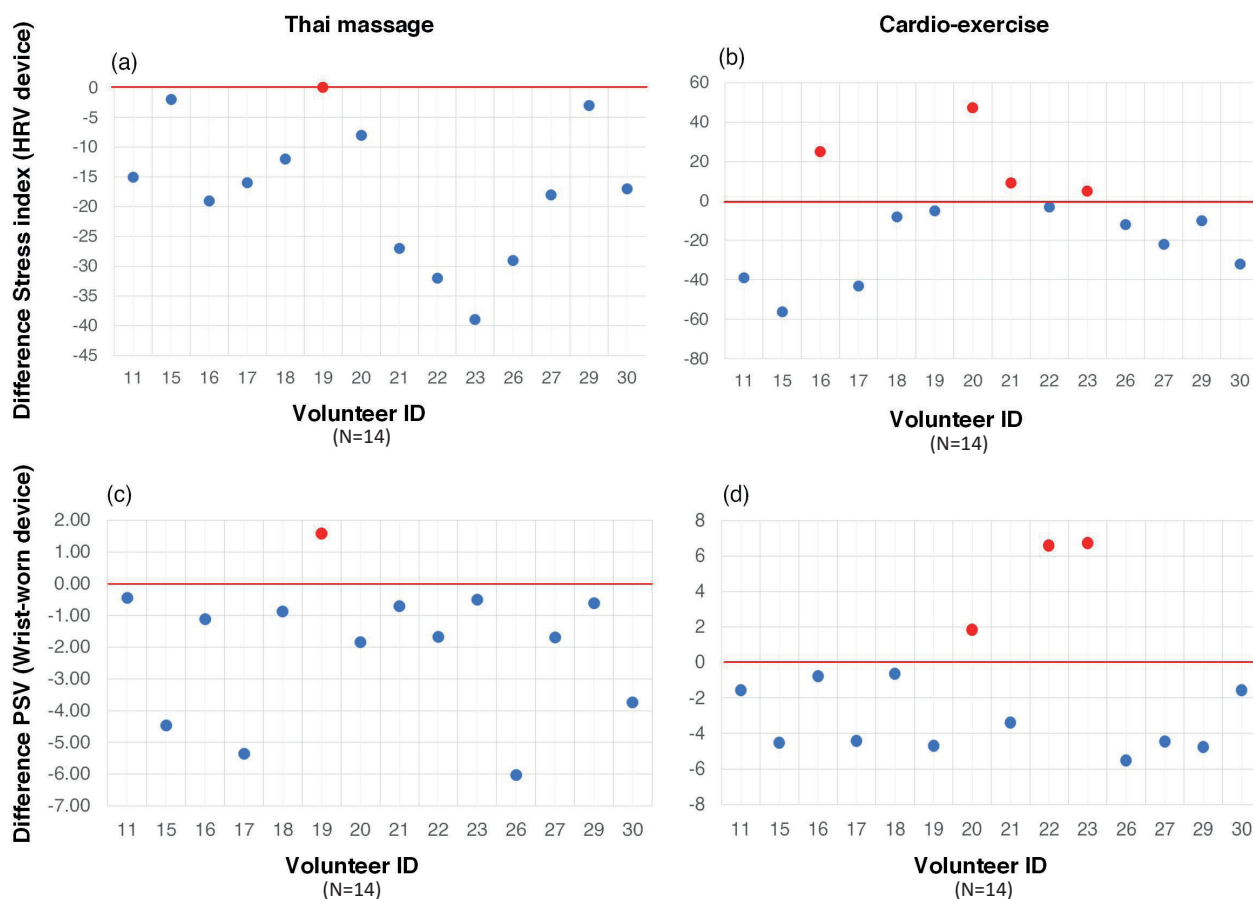 Thai massage
Cardio-exercise
Difference Stress index (HRV device)
(a)
0
-5
-10
-15
-20
-25
-30
-35
-40
-45
11 15 16 17 18 19 20 21 22 23 26 27 29 30
Volunteer ID
(N=14)
(b)
60
40
20
0
-20
-40
-60
-80
11 15 16 17 18 19 20 21 22 23 26 27 29 30
Volunteer ID
(N=14)
Difference PSV (Wrist-worn device)
(c)
2.00
1.00
0.00
-1.00
-2.00
-3.00
-4.00
-5.00
-6.00
-7.00
11 15 16 17 18 19 20 21 22 23 26 27 29 30
Volunteer ID
(N=14)
(d)
8
6
4
2
0
-2
-4
-6
-8
11 15 16 17 18 19 20 21 22 23 26 27 29 30
Volunteer ID
(N=14)